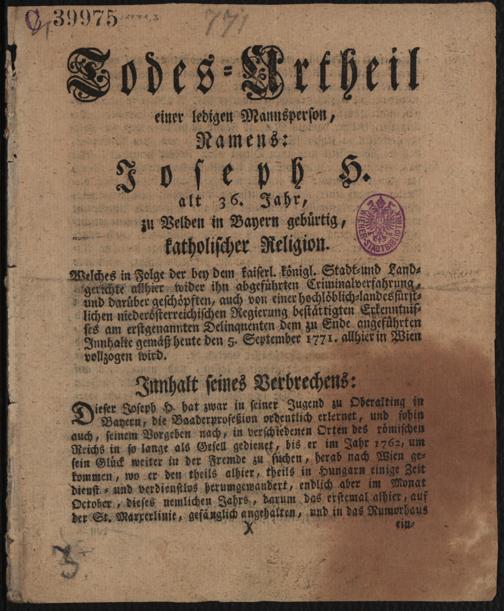 39975
771
Todes-Urtheil
einer ledigen Mannsperson,
Namens:
Joseph H.
alt 36. Jahr,
zu Velden in Bayern gebürtig,
katholischer Religion.
WIENER-STADTBIBLIOTHEK
Welches in Folge der bey dem kaiserl. königl. Stadt-und Land-
gerichte allhier wider ihn abgeführten Criminalverfahrung,
und darüber geschöpften, auch von einer hochlöblich-landesfürst-
lichen niederösterreichischen Regierung bestättigten Erkenntnis-
ses am erstgenannten Delinquenten dem zu Ende angeführten
Innhalte gemäß heute den 5. September 1771. allhier in Wien
vollzogen wird.
Innhalt seines Verbrechens:
Dieser Joseph H. hat zwar in seiner Jugend zu Oberalting in
Bayern, die Baaderprofeßion ordentlich erlernet, und sohin
auch, seinem Vorgeben nach, in verschiedenen Orten des römischen
Reichs in so lange als Gesell gedienet, bis er im Jahr 1762, um
sein Glück weiter in der Fremde zu suchen, herab nach Wien ge-
kommen, wo er den theils alhier, theils in Hungarn einige Zeit
dienst- und verdienstlos herumgewandert, endlich aber im Monat
October, dieses nemlichen Jahrs, darum das erstemal alhier, auf
der St. Marxerlinie, gefänglich angehalten, und in das Rumorhaus
X
ein-
3